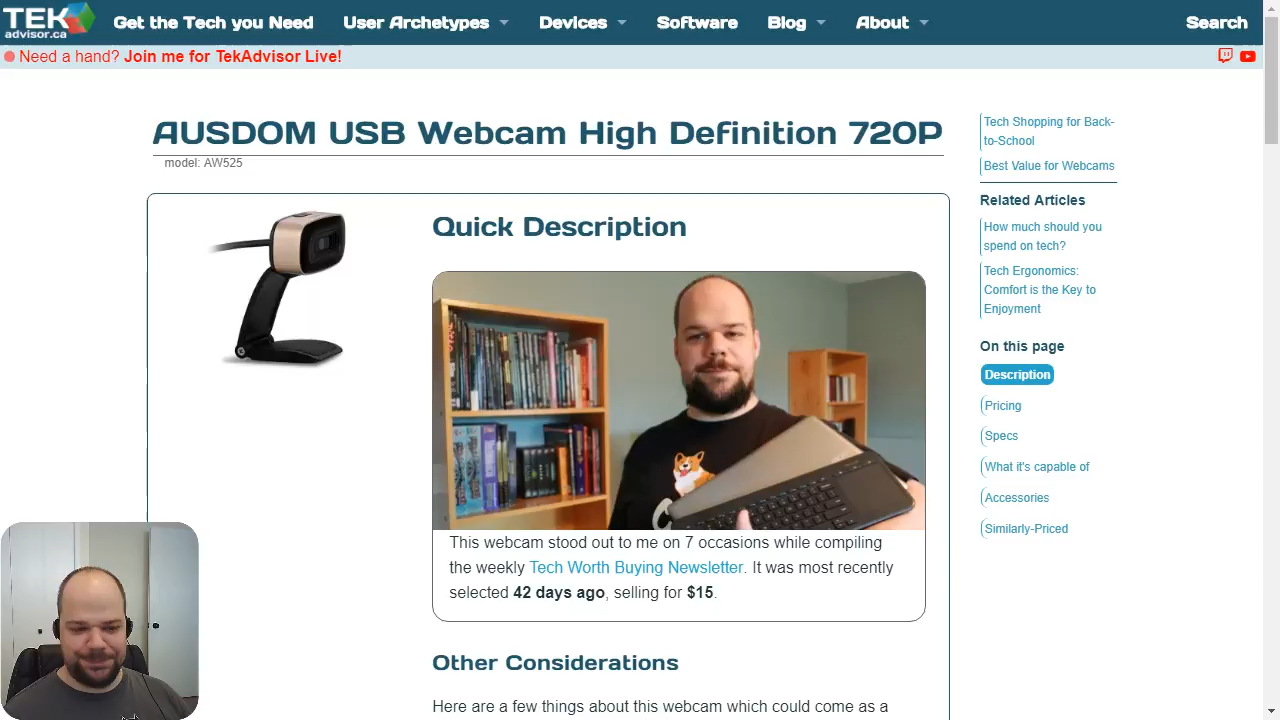 TEK
advisor.ca
Get the Tech you Need
User Archetypes
Devices
Software
Blog
About
Search
Need a hand? Join me for TekAdvisor Live!
AUSDOM USB Webcam High Definition 720P
model: AW525
Quick Description
This webcam stood out to me on 7 occasions while compiling
the weekly Tech Worth Buying Newsletter. It was most recently
selected 42 days ago, selling for $15.
Other Considerations
Here are a few things about this webcam which could come as a
Tech Shopping for Back-
to-School
Best Value for Webcams
Related Articles
How much should you
spend on tech?
Tech Ergonomics:
Comfort is the Key to
Enjoyment
On this page
Description
Pricing
Specs
What it's capable of
Accessories
Similarly-Priced